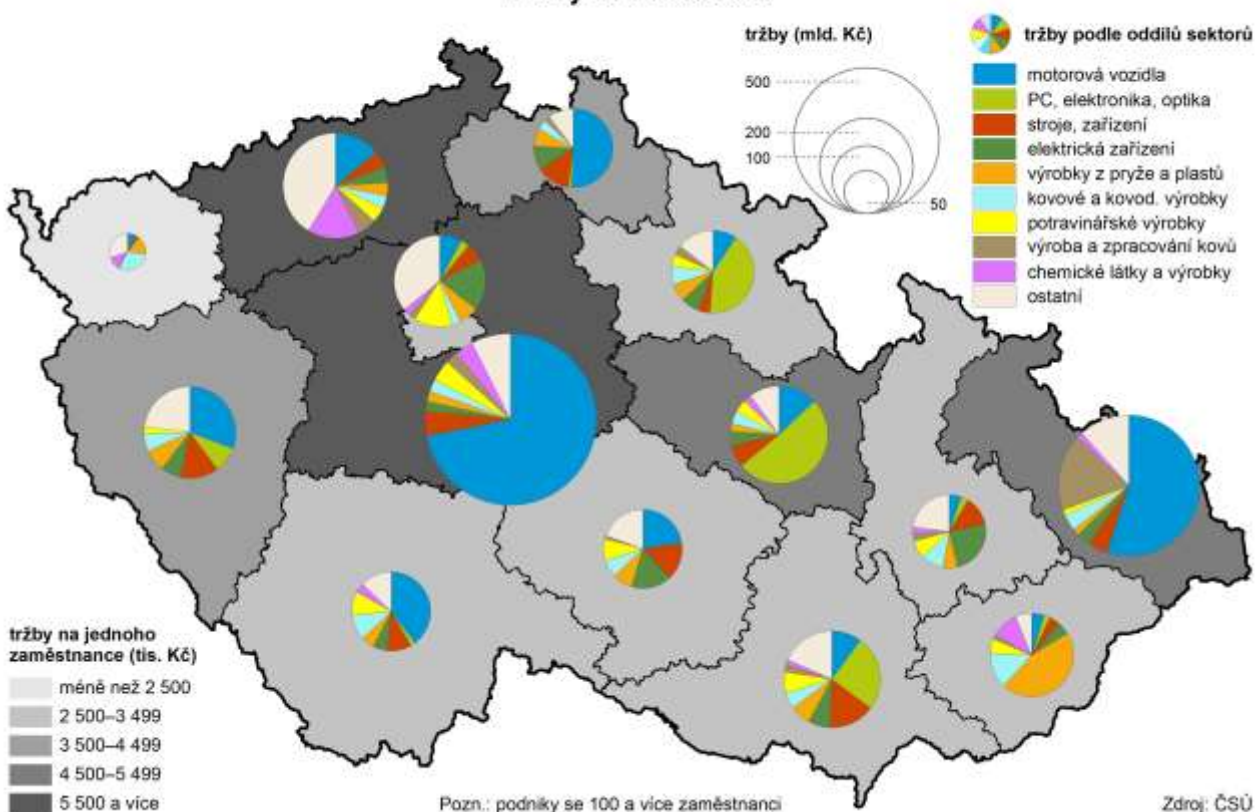 tržby (mld. Kč)
500
200
100
50
tržby podle oddílů sektorů
motorová vozidla
PC, elektronika, optika
stroje, zařízení
elektrická zařízení
výrobky z pryže a plastů
kovové a kovod. výrobky
potravinářské výrobky
výroba a zpracování kovů
chemické látky a výrobky
ostatní
tržby na jednoho
zaměstnance (tis. Kč)
méně než 2 500
2 500–3 499
3 500–4 499
4 500–5 499
5 500 a více
Pozn.: podniky se 100 a více zaměstnanci
Zdroj: ČSÚ